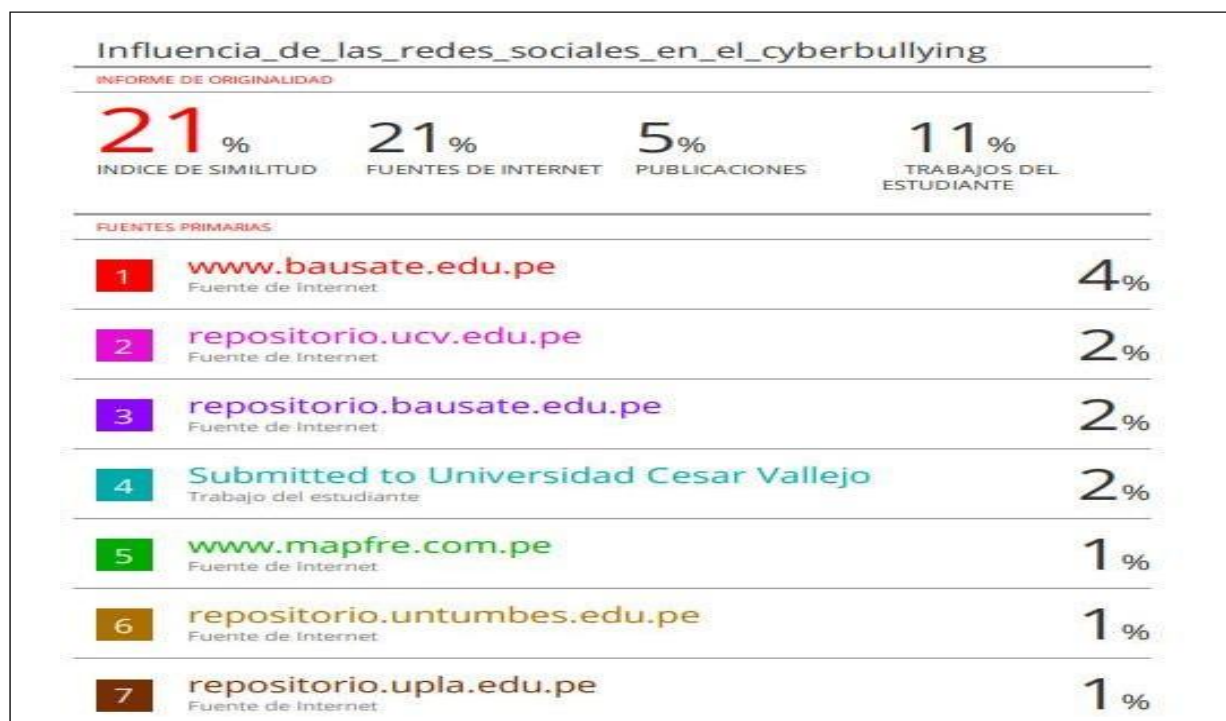 Influencia_de_las_redes_sociales_en_el_cyberbullying
INFORME DE ORIGINALIDAD
21% 21% 5% 11%
INDICE DE SIMILITUD FUENTES DE INTERNET PUBLICACIONES TRABAJOS DEL
ESTUDIANTE
FUENTES PRIMARIAS
1 www.bausate.edu.pe 4%
Fuente de Internet
2 repositorio.ucv.edu.pe 2%
Fuente de Internet
3 repositorio.bausate.edu.pe 2%
Fuente de Internet
4 Submitted to Universidad Cesar Vallejo 2%
Trabajo del estudiante
5 www.mapfre.com.pe 1%
Fuente de Internet
6 repositorio.untumbes.edu.pe 1%
Fuente de Internet
7 repositorio.upla.edu.pe 1%
Fuente de Internet